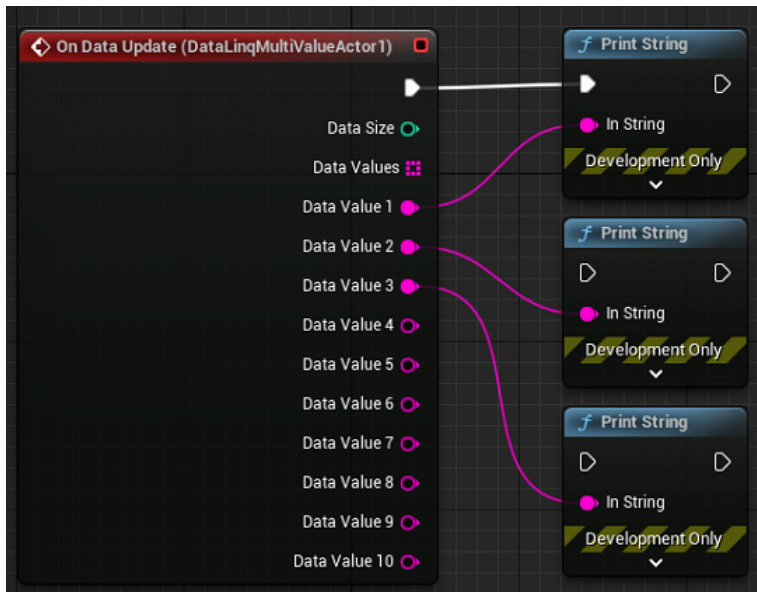 On Data Update (DataLinqMultiValueActor1)
Data Size
Data Values
Data Value 1
Data Value 2
Data Value 3
Data Value 4
Data Value 5
Data Value 6
Data Value 7
Data Value 8
Data Value 9
Data Value 10
f Print String
In String
Development Only
f Print String
In String
Development Only
f Print String
In String
Development Only